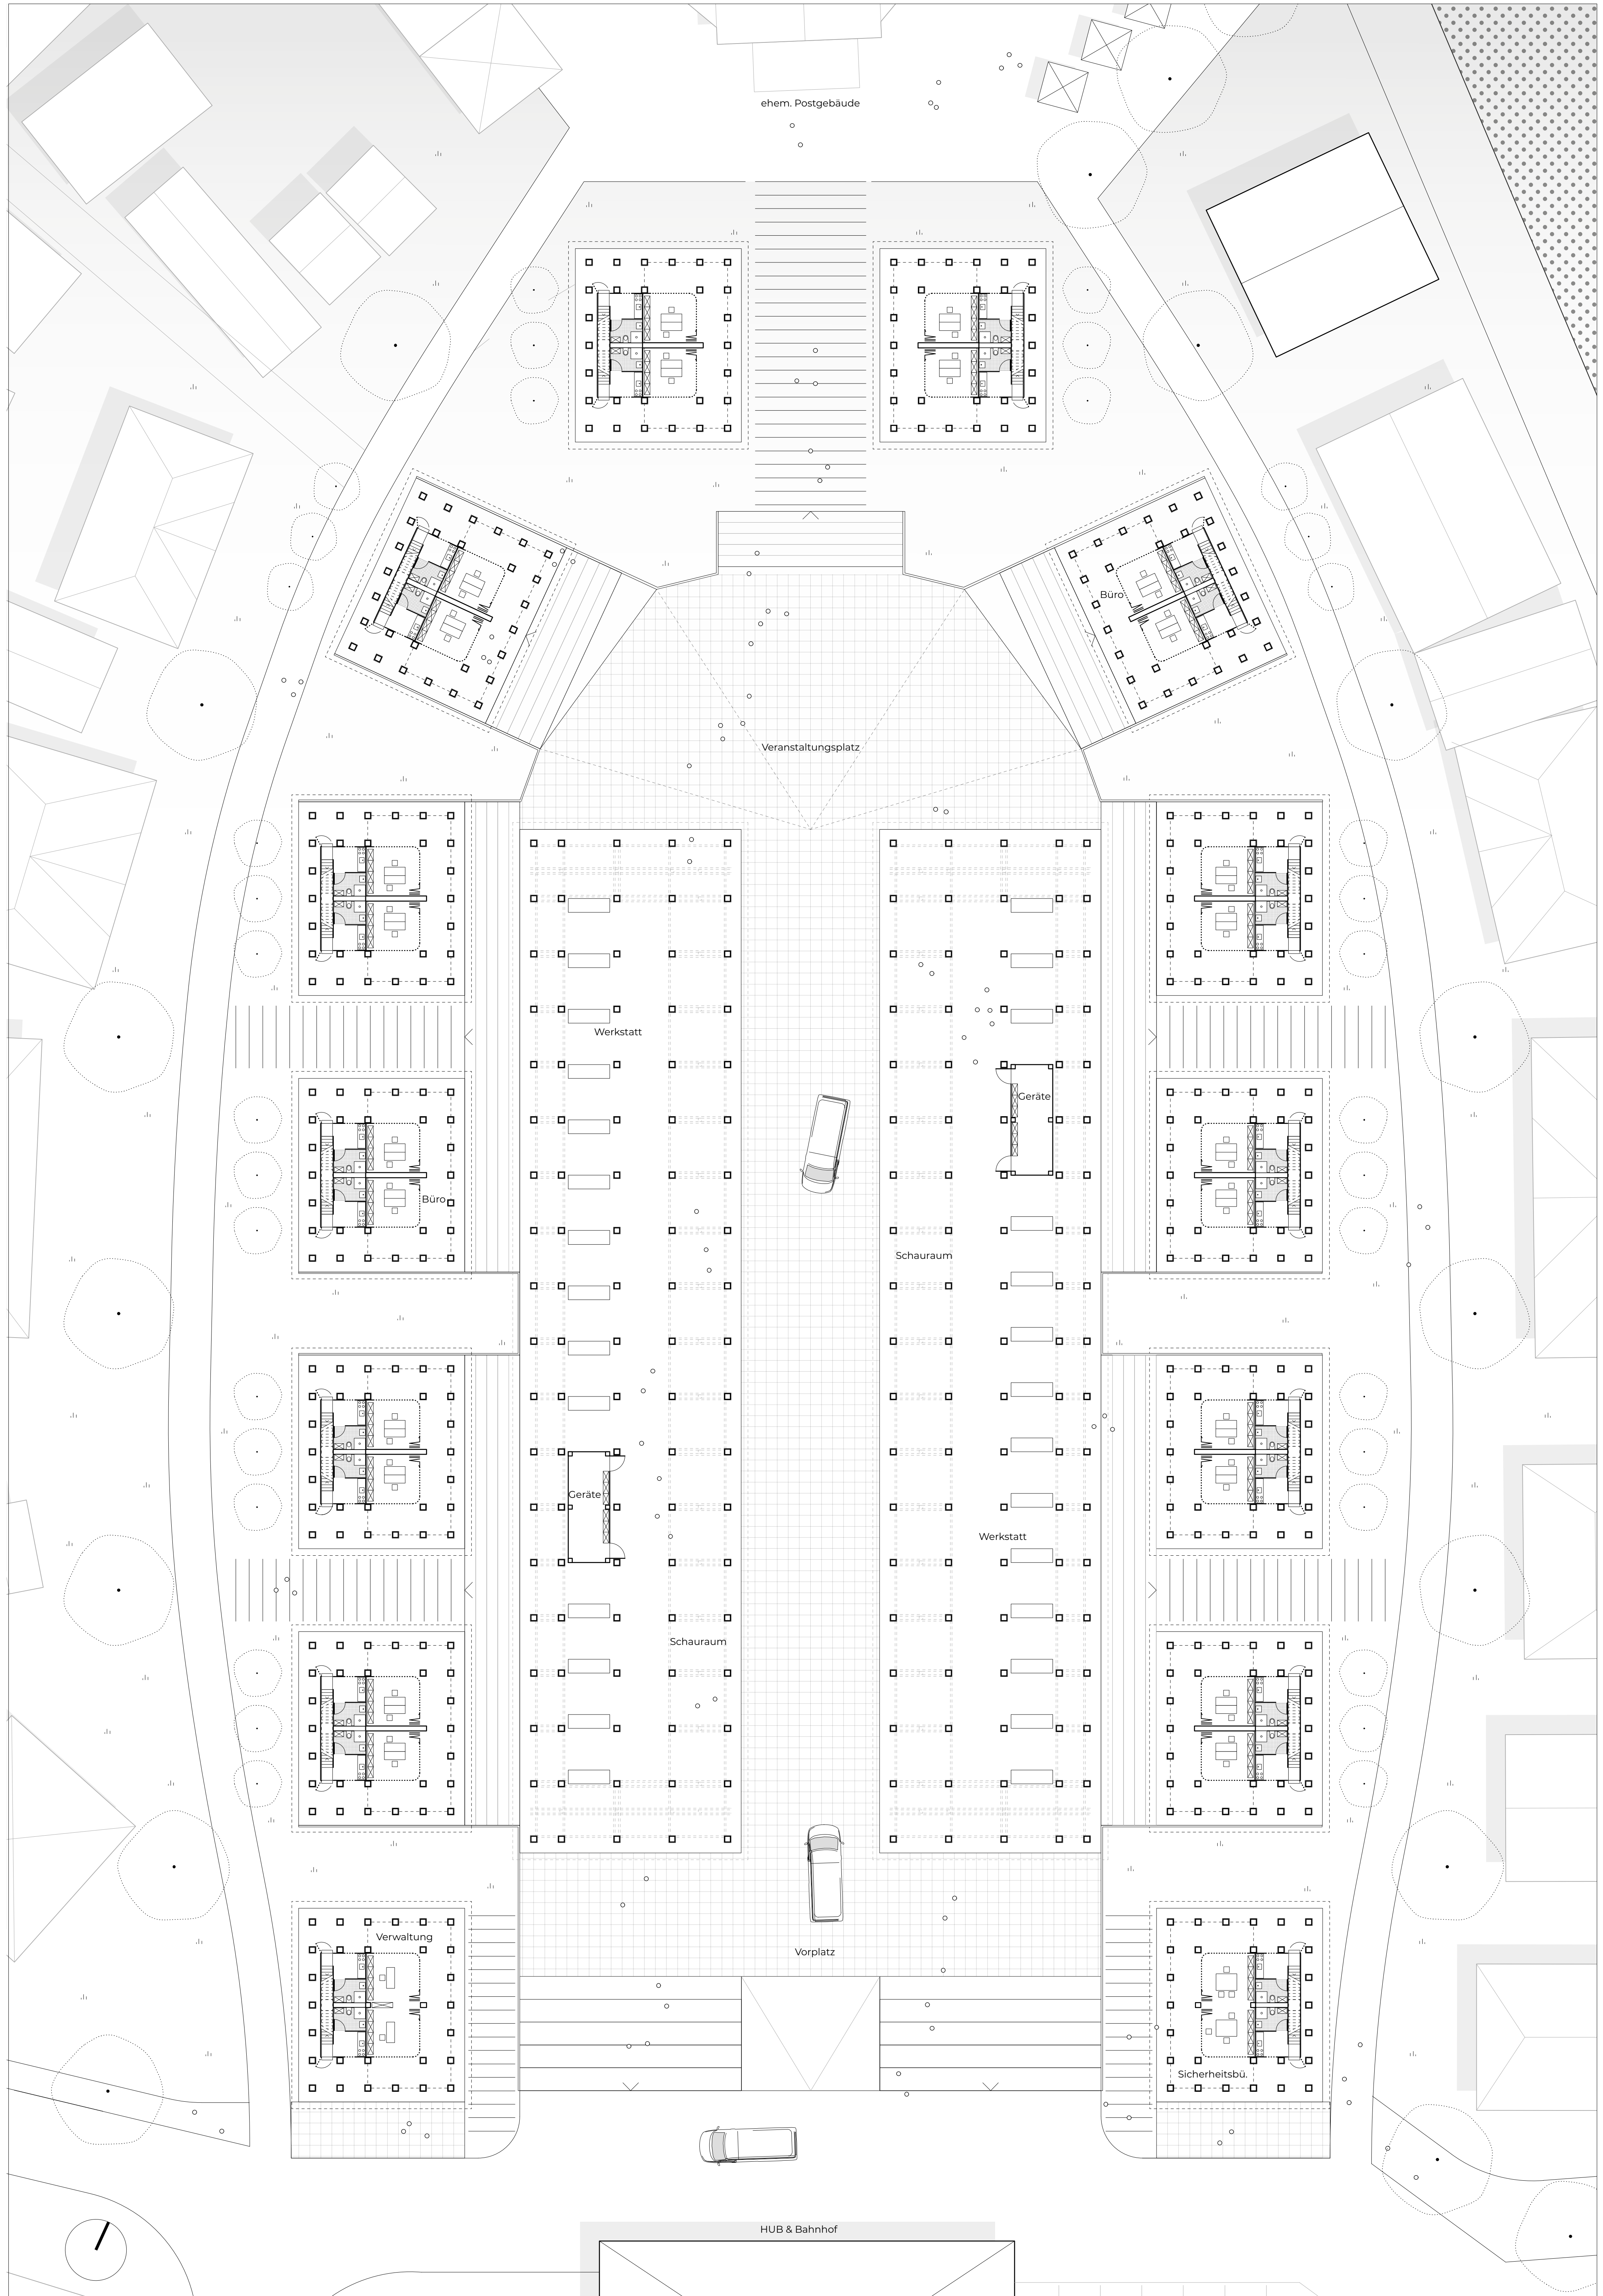 ehem. Postgebäude
Büro
Veranstaltungsplatz
Werkstatt
Geräte
Büro
Schauraum
Geräte
Werkstatt
Schauraum
Verwaltung
Vorplatz
Sicherheitsbü.
HUB & Bahnhof